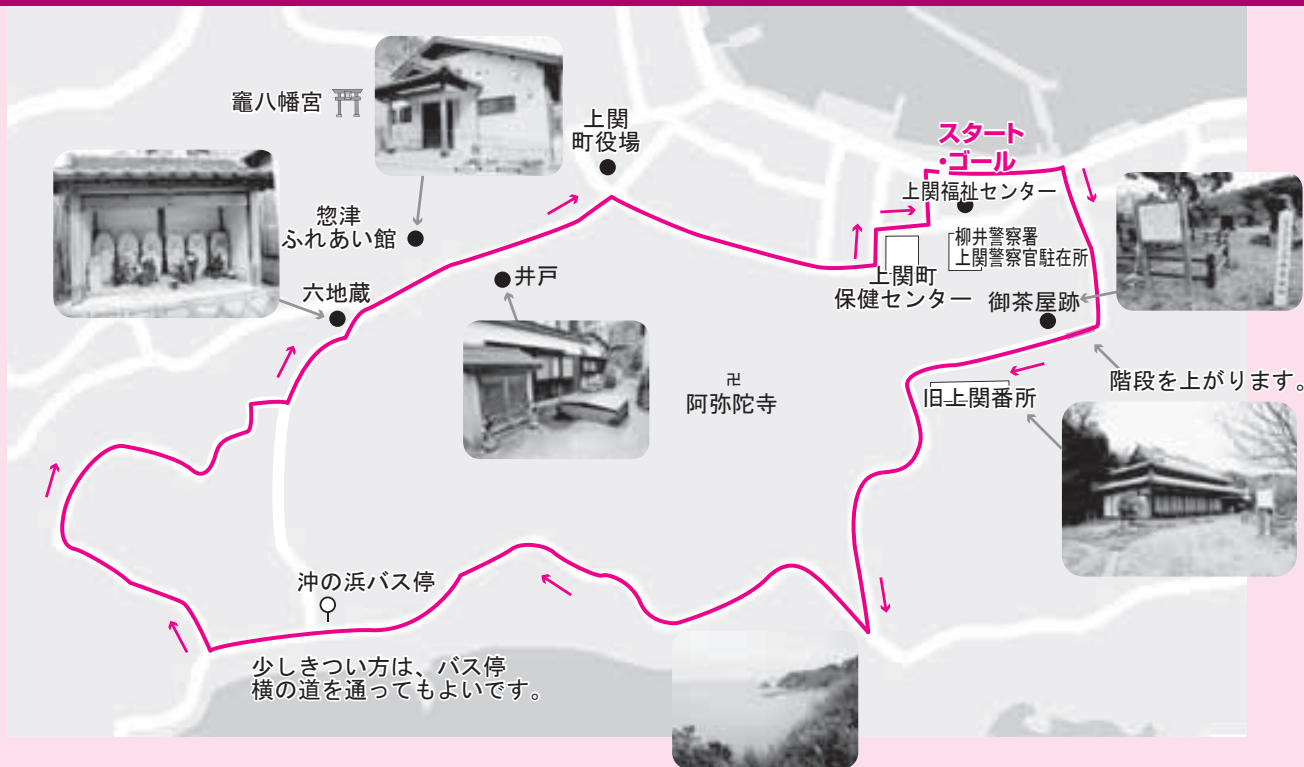 竈八幡宮
上関
町役場
スタート
・ゴール
上関福祉センター
惣津
ふれあい館
柳井警察署
上関警察官駐在所
井戸
上関町
保健センター
六地蔵
御茶屋跡
階段を上がります。
阿弥陀寺
旧上関番所
沖の浜バス停
少しきつい方は、バス停
横の道を通ってもよいです。